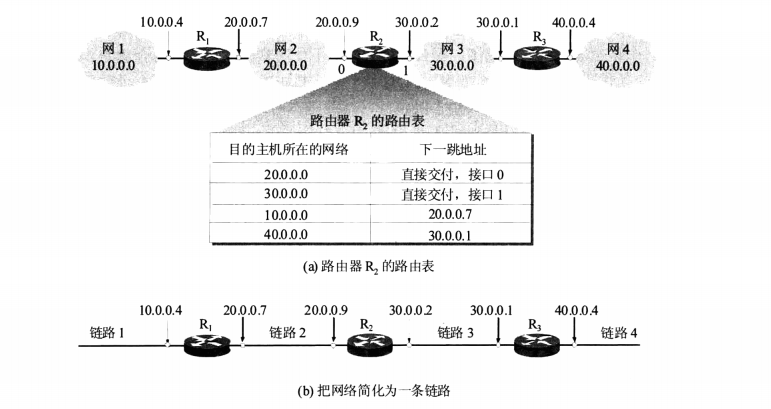 10.0.0.4 20.0.0.7 20.0.0.9 30.0.0.2 30.0.0.1 40.0.0.4
网 1 R₁ 网 2 R₂ 网 3 R₃ 网 4
10.0.0.0 20.0.0.0 0 1 30.0.0.0 40.0.0.0
路由器 R₂ 的路由表
目的主机所在的网络 下一跳地址
20.0.0.0 直接交付，接口 0
30.0.0.0 直接交付，接口 1
10.0.0.0 20.0.0.7
40.0.0.0 30.0.0.1
(a) 路由器 R₂ 的路由表
10.0.0.4 20.0.0.7 20.0.0.9 30.0.0.2 30.0.0.1 40.0.0.4
链路 1 R₁ 链路 2 R₂ 链路 3 R₃ 链路 4
(b) 把网络简化为一条链路